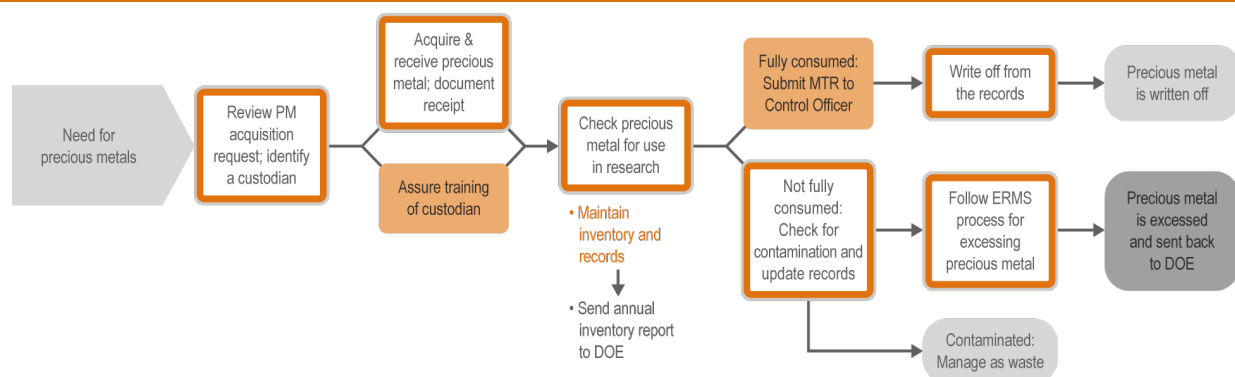 Need for
precious metals
Review PM
acquisition
request; identify
a custodian
Acquire &
receive precious
metal; document
receipt
Assure training
of custodian
Check precious
metal for use
in research
• Maintain
inventory and
records
• Send annual
inventory report
to DOE
Fully consumed:
Submit MTR to
Control Officer
Write off from
the records
Precious metal
is written off
Not fully
consumed:
Check for
contamination and
update records
Follow ERMS
process for
excessing
precious metal
Precious metal
is excessed
and sent back
to DOE
Contaminated:
Manage as waste